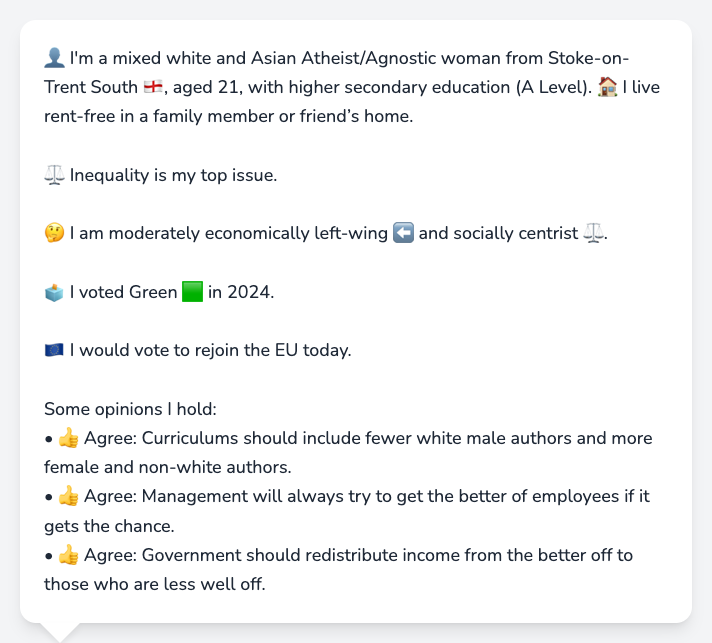 👤 I'm a mixed white and Asian Atheist/Agnostic woman from Stoke-on-
Trent South 🏴󠁧󠁢󠁥󠁮󠁧󠁿, aged 21, with higher secondary education (A Level). 🏠 I live
rent-free in a family member or friend’s home.
⚖️ Inequality is my top issue.
🤔 I am moderately economically left-wing ⬅️ and socially centrist ⚖️.
🗳️ I voted Green 🟩 in 2024.
🇪🇺 I would vote to rejoin the EU today.
Some opinions I hold:
• 👍 Agree: Curriculums should include fewer white male authors and more
female and non-white authors.
• 👍 Agree: Management will always try to get the better of employees if it
gets the chance.
• 👍 Agree: Government should redistribute income from the better off to
those who are less well off.